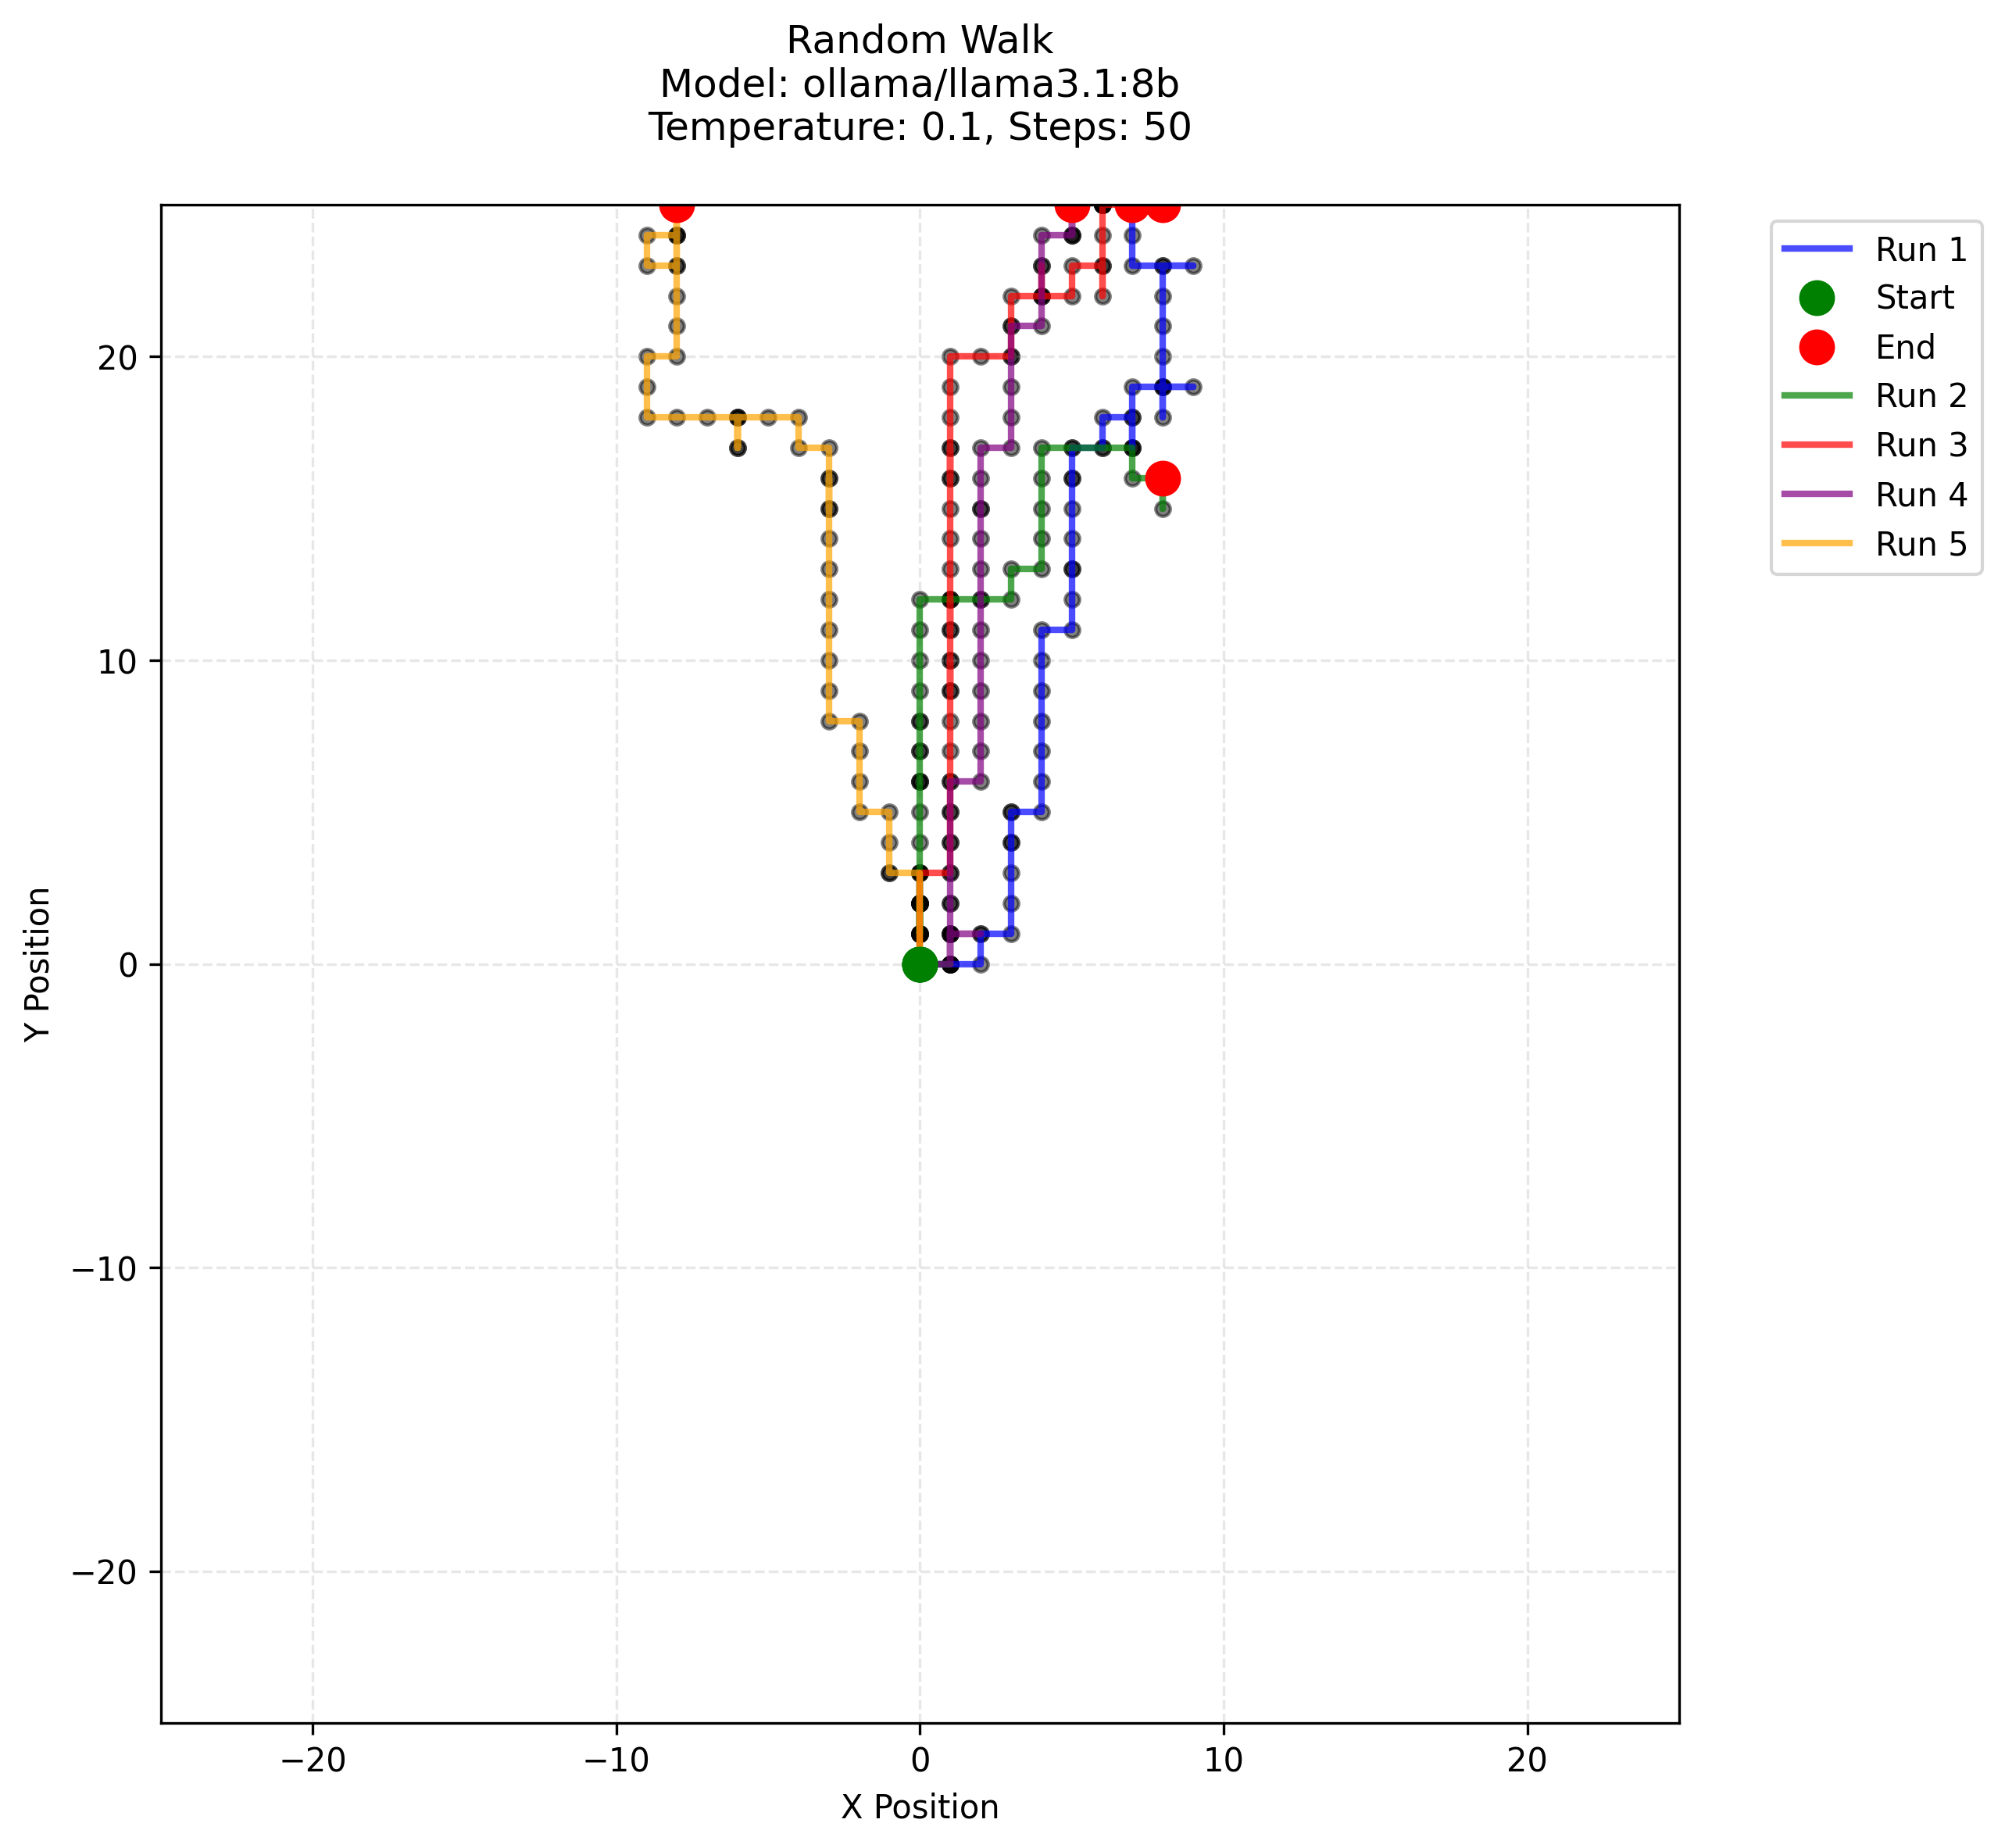 Random Walk
Model: ollama/llama3.1:8b
Temperature: 0.1, Steps: 50
Run 1
Start
End
Run 2
Run 3
Run 4
Run 5
Y Position
20
10
0
−10
−20
−20
−10
0
10
20
X Position